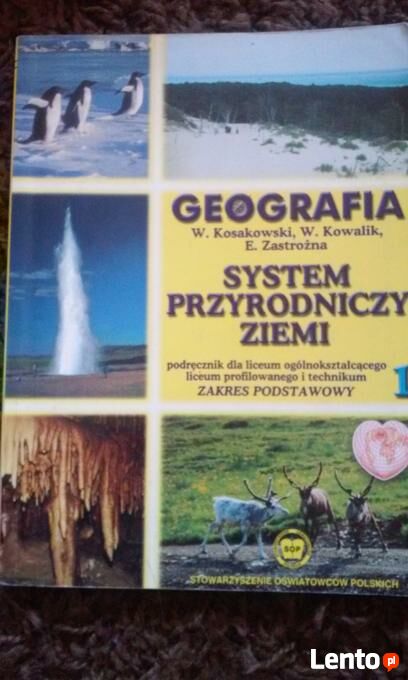 GEOGRAFIA
W. Kosakowski, W. Kowalik,
E. Zastrożna
SYSTEM
PRZYRODNICZY
ZIEMI
podręcznik dla liceum ogólnokształcącego
liceum profilowanego i technikum
ZAKRES PODSTAWOWY
1
SOP
STOWARZYSZENIE OŚWIATOWCÓW POLSKICH
Lento.pl